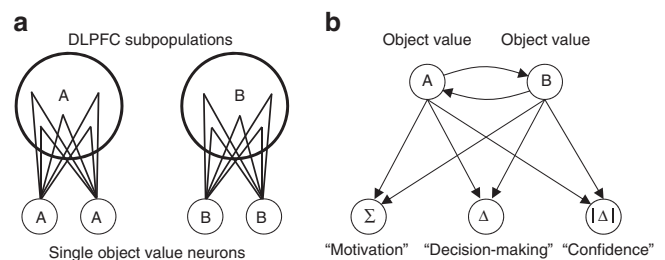 a
DLPFC subpopulations
A
B
A
A
B
B
Single object value neurons
b
Object value
Object value
A
B
Σ
Δ
|Δ|
“Motivation”
“Decision-making”
“Confidence”